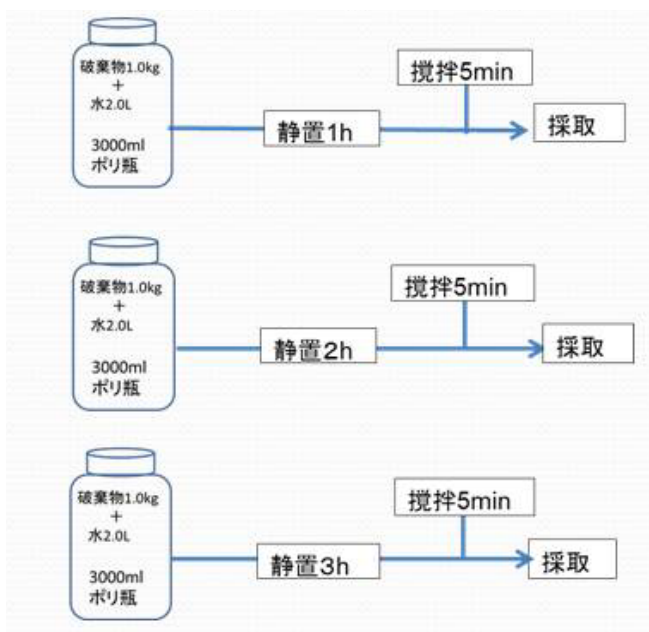 破棄物1.0kg
+
水2.0L
3000ml
ポリ瓶
静置1h
撹拌5min
採取
破棄物1.0kg
+
水2.0L
3000ml
ポリ瓶
静置2h
撹拌5min
採取
破棄物1.0kg
+
水2.0L
3000ml
ポリ瓶
静置3h
撹拌5min
採取